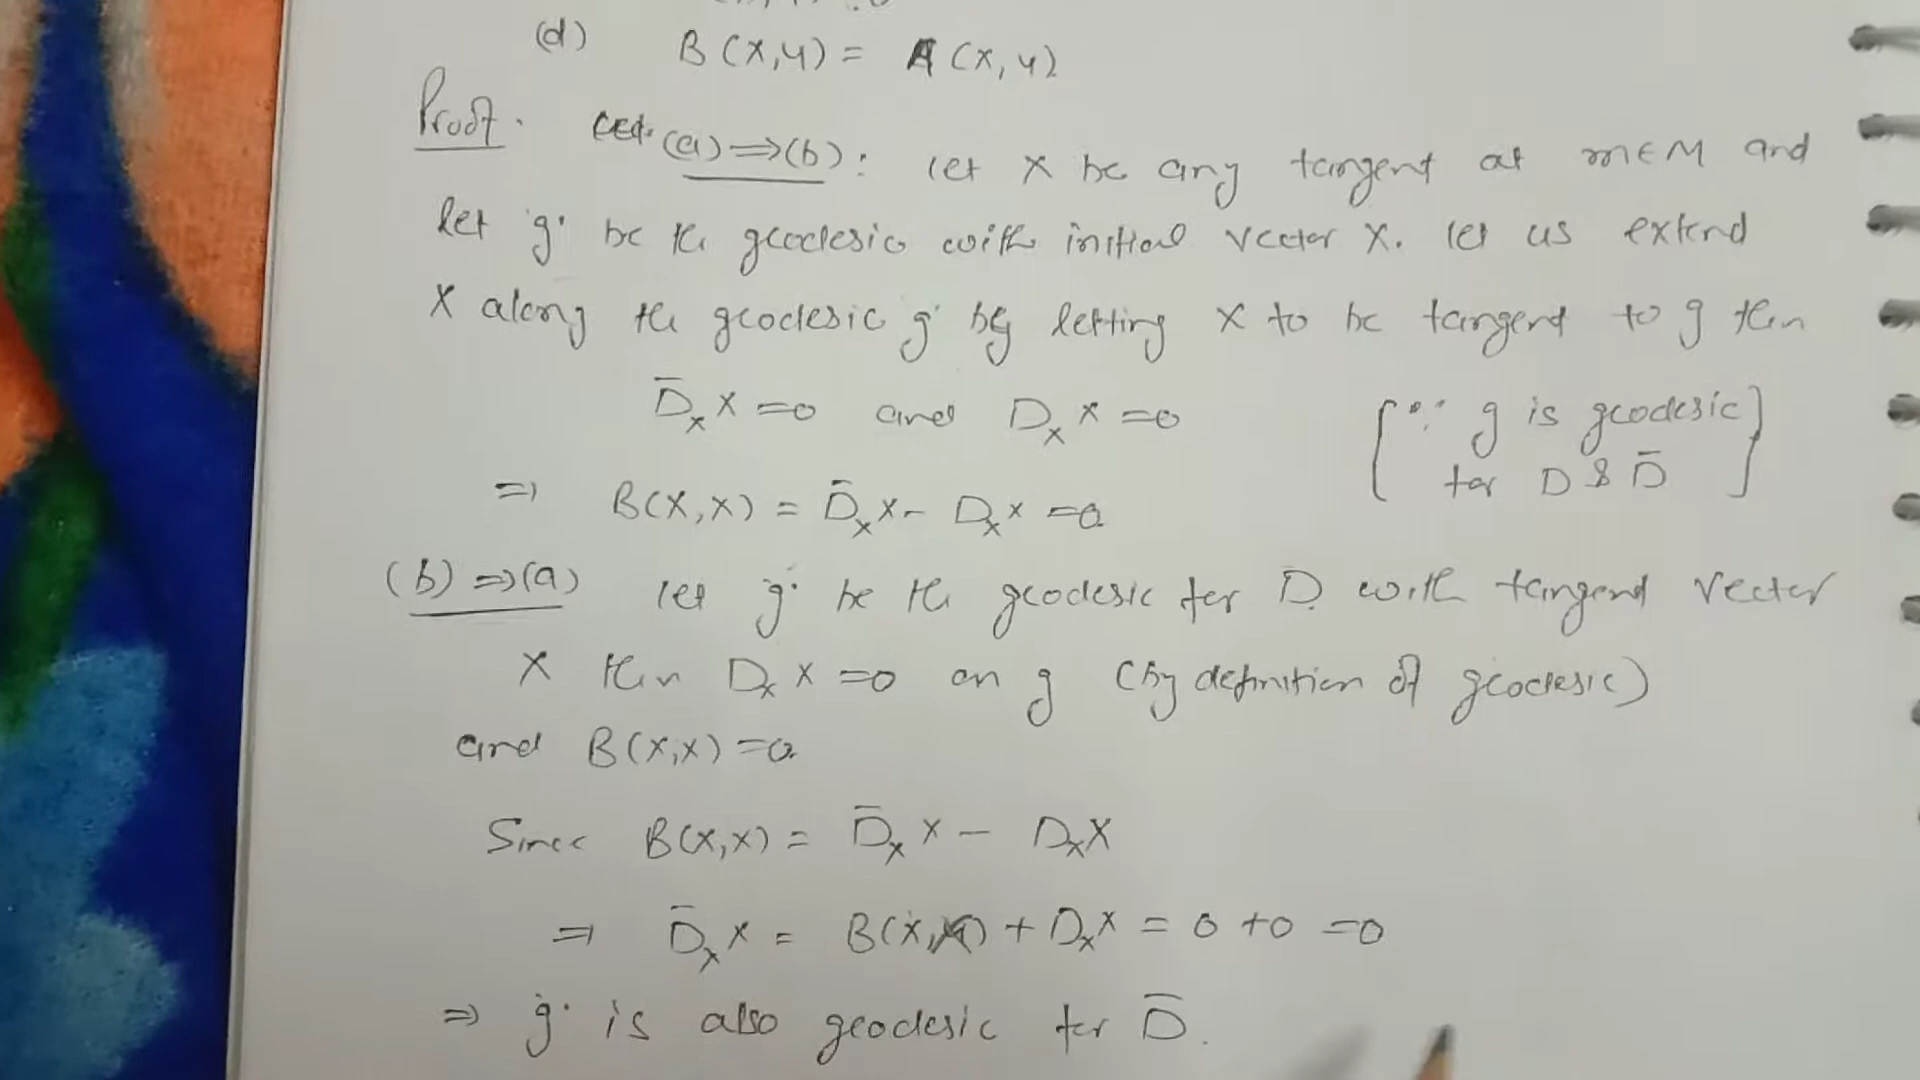 (d) B(X,Y) = A(X,Y)
Proof. (a) ⇒ (b): let X be any tangent at m∈M and
let 'g' be the geodesic with initial vector X. let us extend
X along the geodesic g by letting X to be tangent to g then
D̄ₓX = 0 and DₓX = 0 [∵ g is geodesic
for D & D̄]
⇒ B(X,X) = D̄ₓX - DₓX = 0
(b) ⇒ (a) let g be the geodesic for D with tangent vector
X then DₓX = 0 on g (by definition of geodesic)
and B(X,X) = 0
Since B(X,X) = D̄ₓX - DₓX
⇒ D̄ₓX = B(X,X) + DₓX = 0 + 0 = 0
⇒ g is also geodesic for D̄.